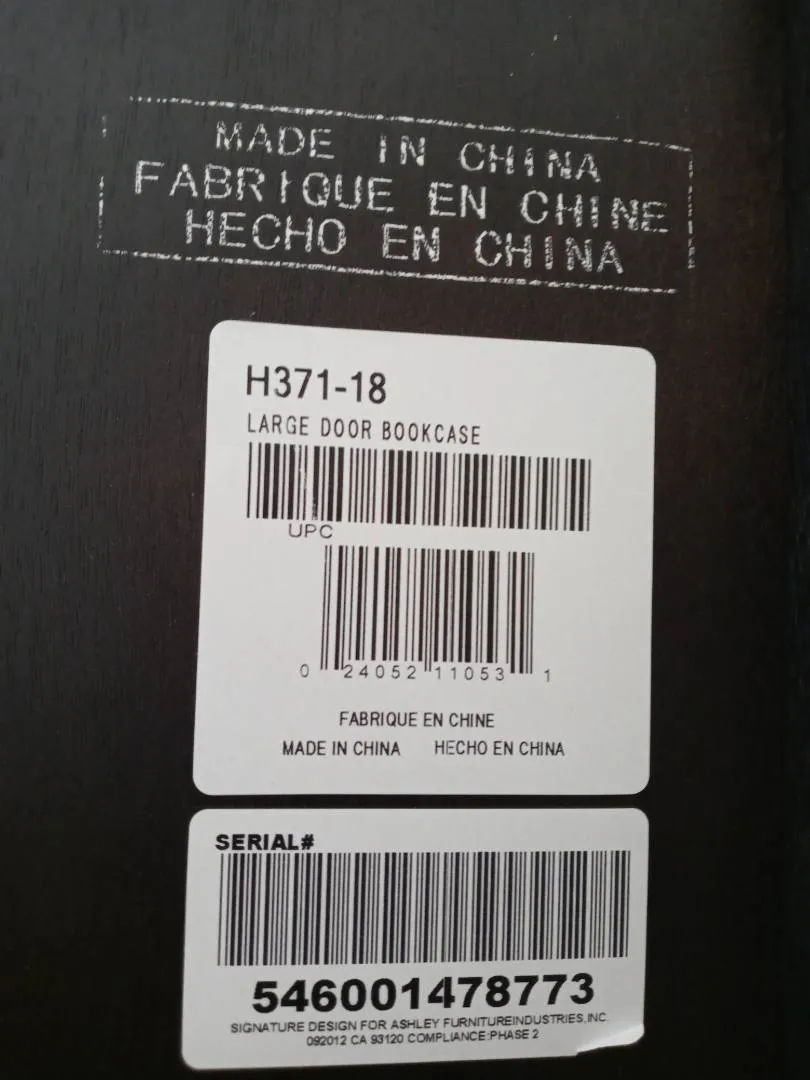 MADE IN CHINA
FABRIQUE EN CHINE
HECHO EN CHINA
H371-18
LARGE DOOR BOOKCASE
UPC
0 24052 11053 1
FABRIQUE EN CHINE
MADE IN CHINA HECHO EN CHINA
SERIAL#
546001478773
SIGNATURE DESIGN FOR ASHLEY FURNITUREINDUSTRIES,INC.
092012 CA 93120 COMPLIANCE:PHASE 2